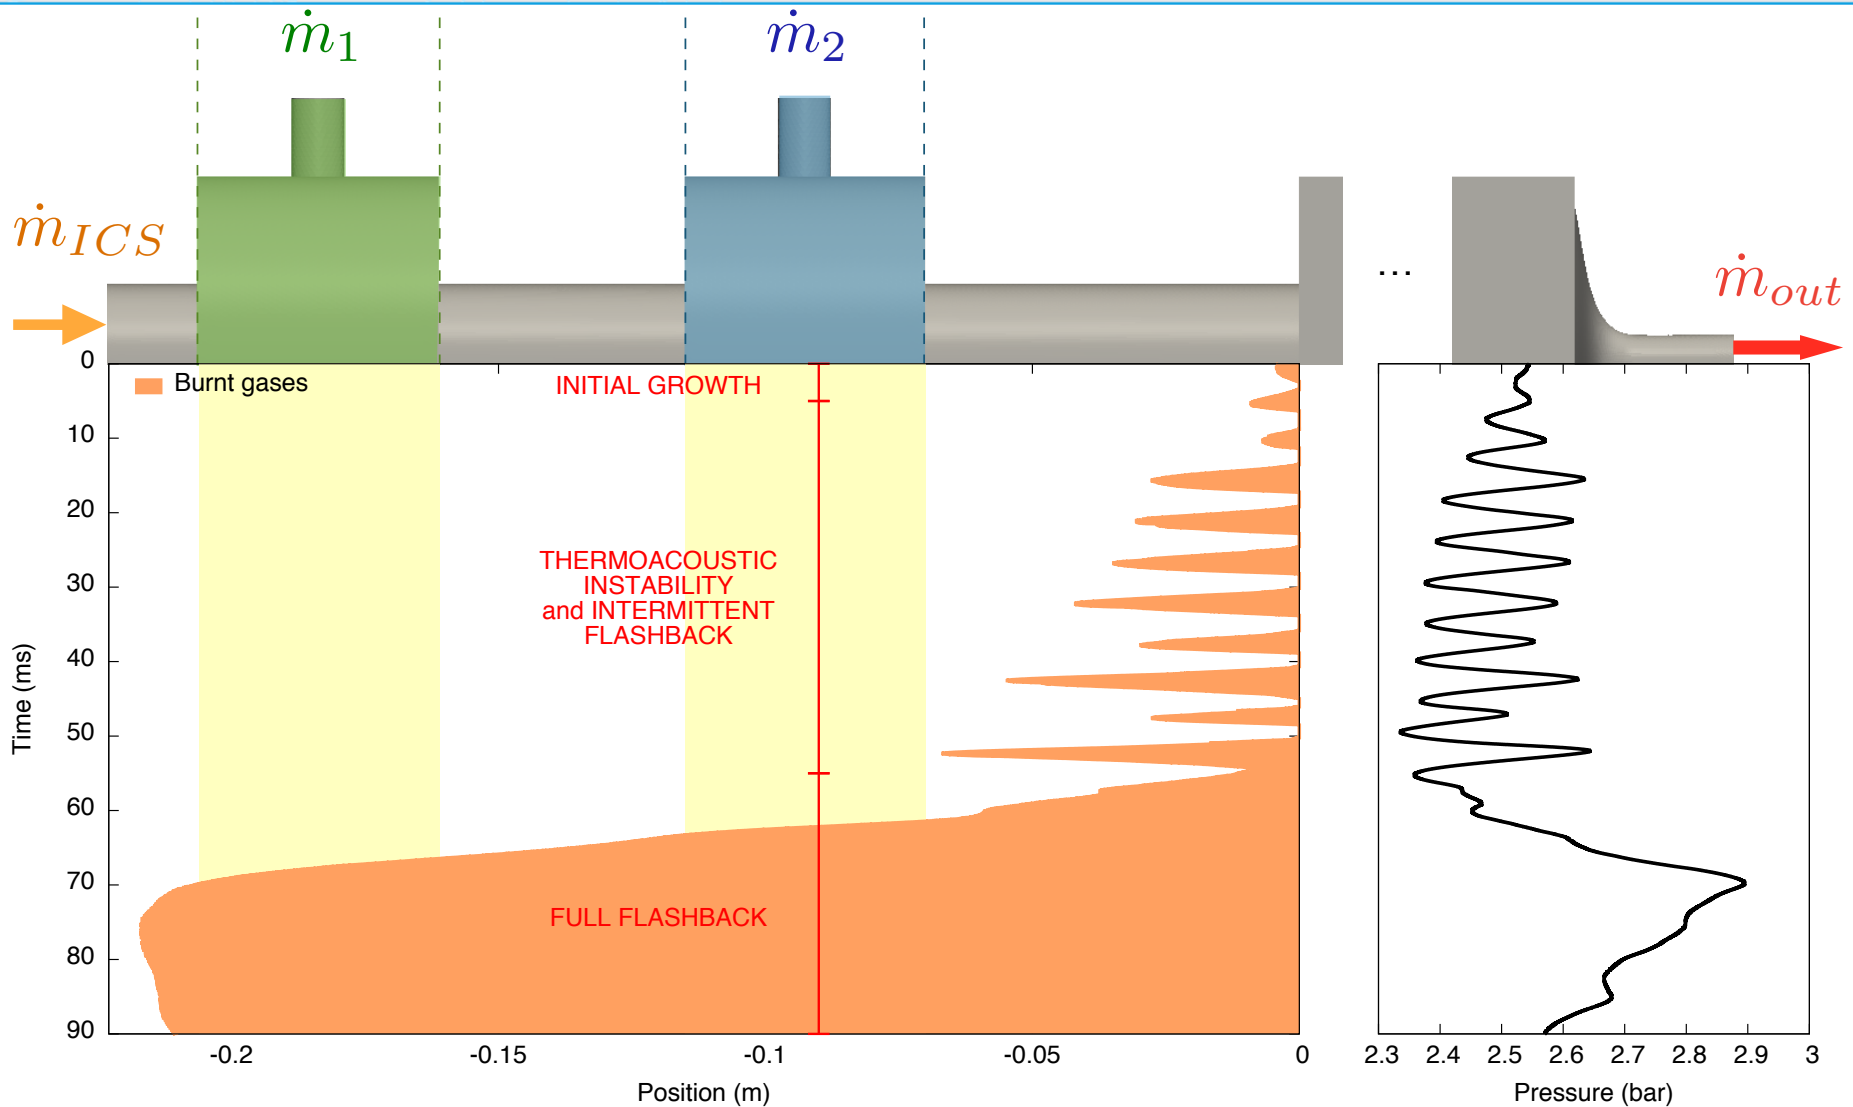 ṁ1
ṁ2
ṁICS
...
ṁout
Burnt gases
INITIAL GROWTH
THERMOACOUSTIC
INSTABILITY
and INTERMITTENT
FLASHBACK
FULL FLASHBACK
Time (ms)
0
10
20
30
40
50
60
70
80
90
-0.2 -0.15 -0.1 -0.05 0
Position (m)
2.3 2.4 2.5 2.6 2.7 2.8 2.9 3
Pressure (bar)